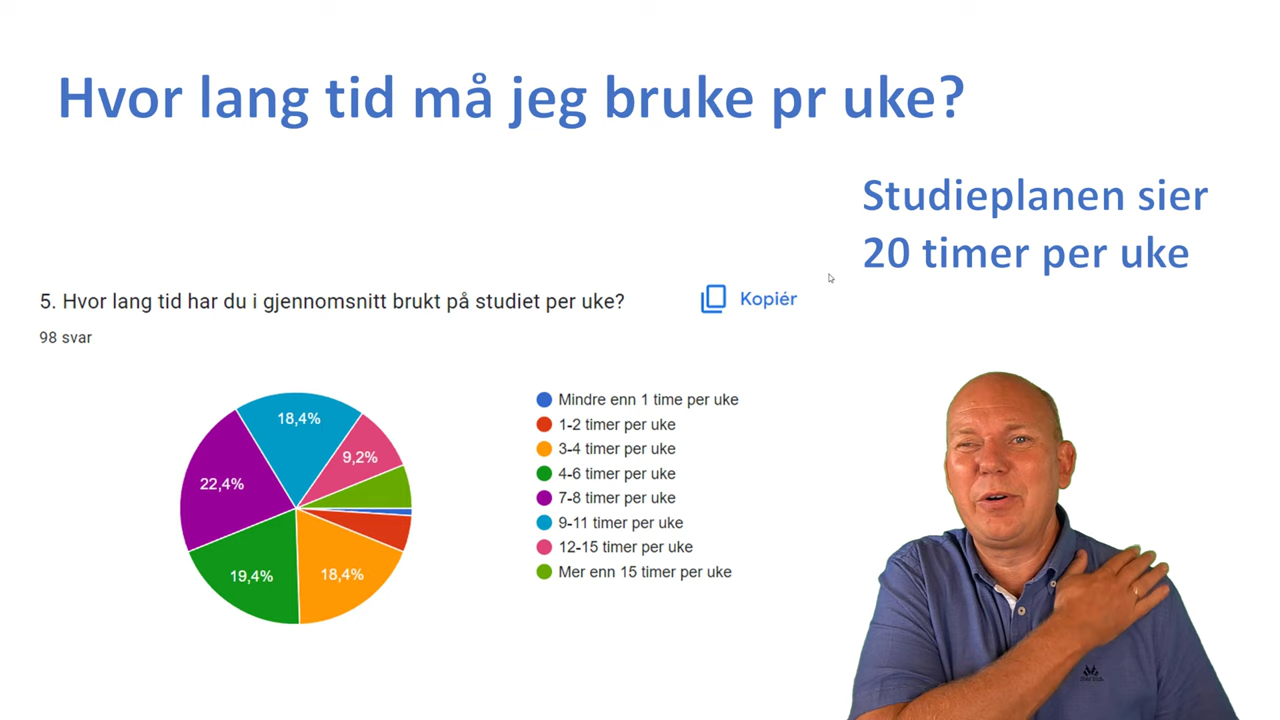 Hvor lang tid må jeg bruke pr uke?
Studieplanen sier
20 timer per uke
5. Hvor lang tid har du i gjennomsnitt brukt på studiet per uke?
Kopiér
98 svar
18,4%
9,2%
22,4%
19,4%
18,4%
Mindre enn 1 time per uke
1-2 timer per uke
3-4 timer per uke
4-6 timer per uke
7-8 timer per uke
9-11 timer per uke
12-15 timer per uke
Mer enn 15 timer per uke